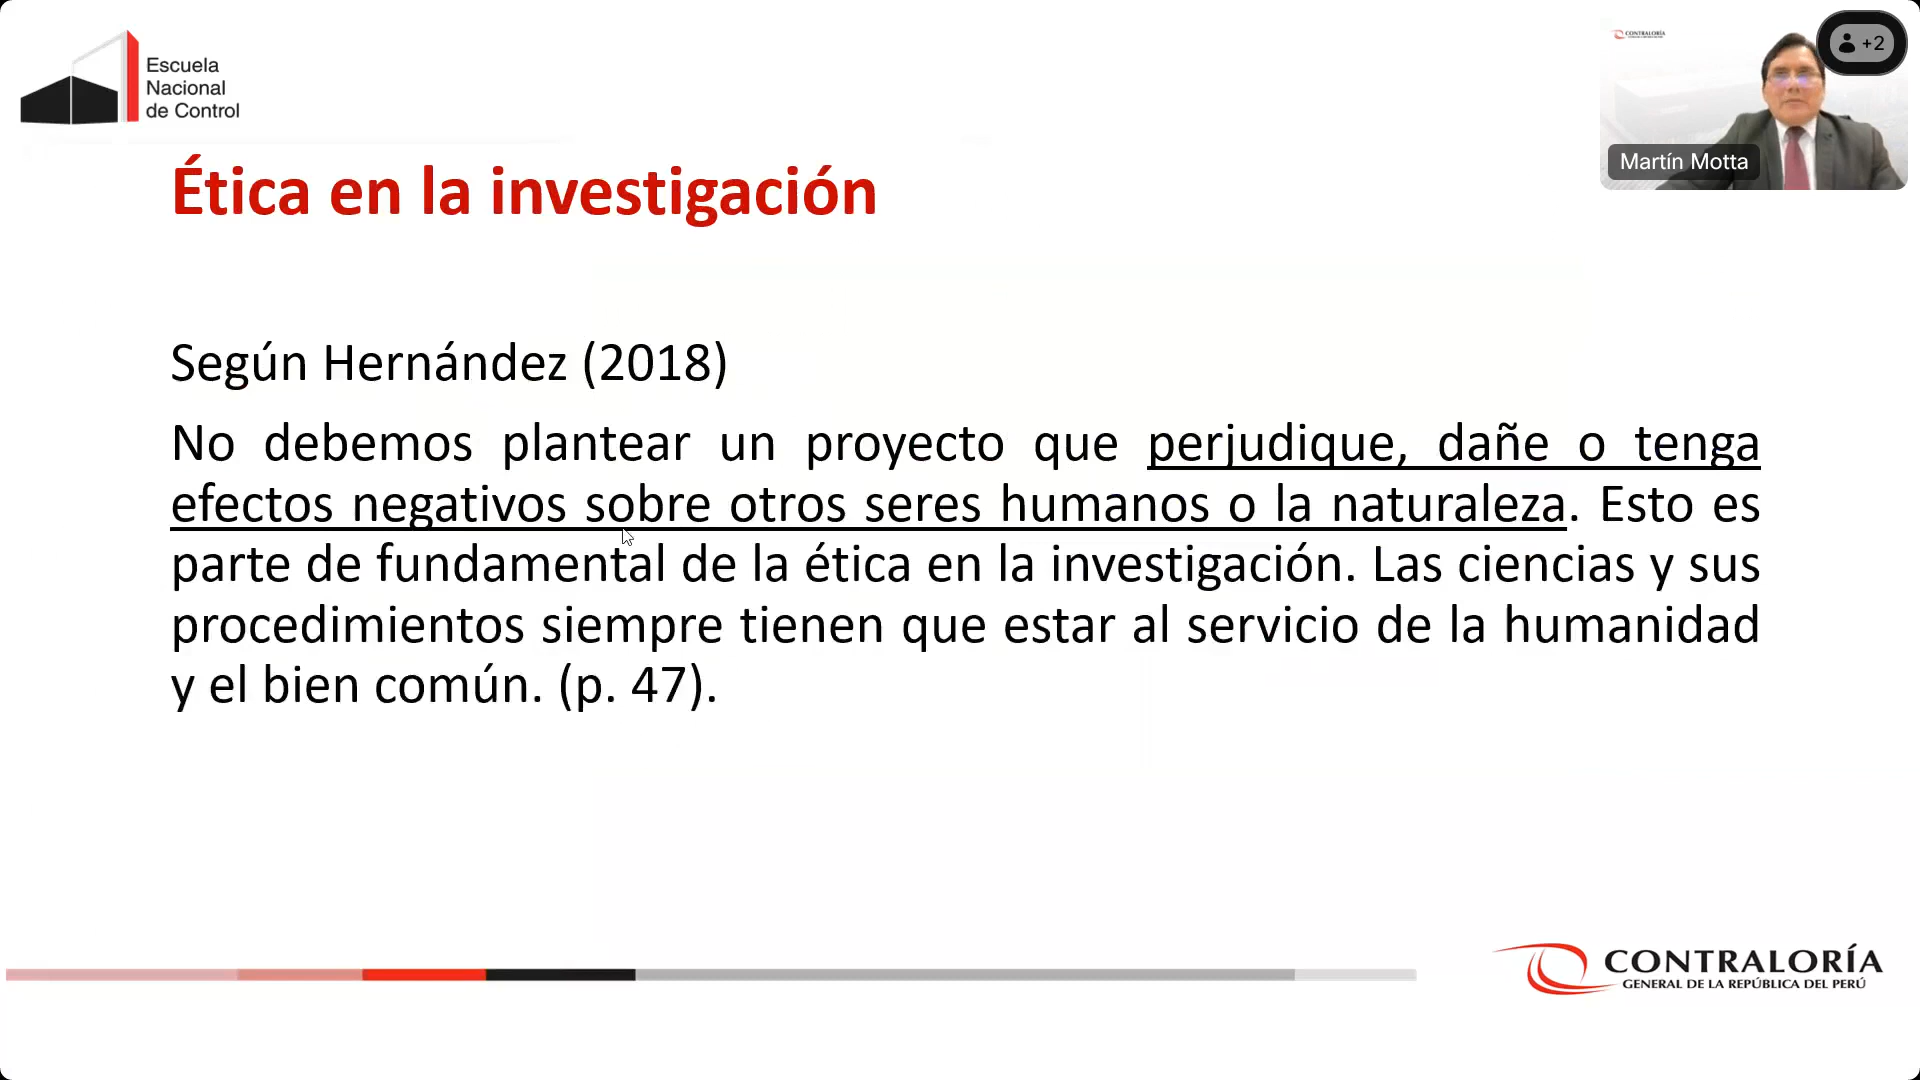 Escuela
Nacional
de Control
CONTRALORÍA
+2
Martín Motta
Ética en la investigación
Según Hernández (2018)
No debemos plantear un proyecto que perjudique, dañe o tenga
efectos negativos sobre otros seres humanos o la naturaleza. Esto es
parte de fundamental de la ética en la investigación. Las ciencias y sus
procedimientos siempre tienen que estar al servicio de la humanidad
y el bien común. (p. 47).
CONTRALORÍA
GENERAL DE LA REPÚBLICA DEL PERÚ